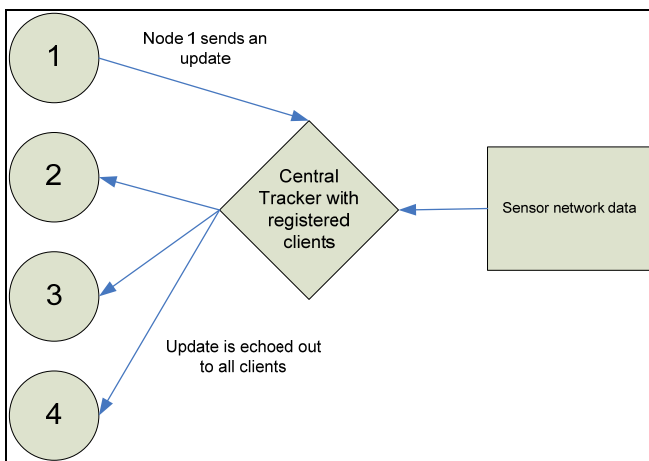 1
Node 1 sends an
update
2
Central
Tracker with
registered
clients
Sensor network data
3
Update is echoed out
to all clients
4